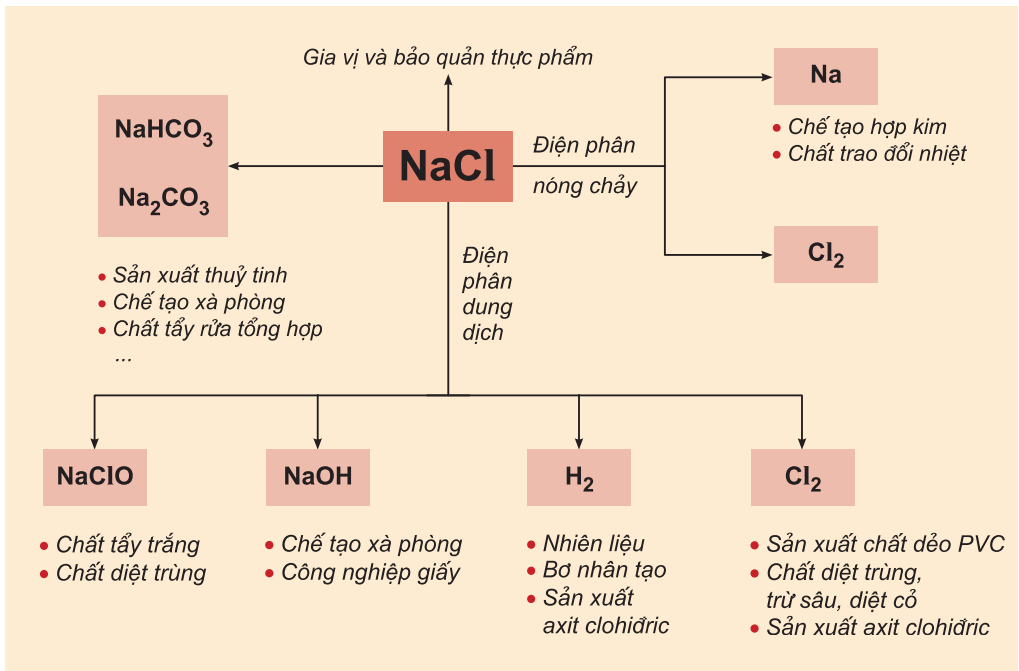 Gia vị và bảo quản thực phẩm
NaHCO₃
Na₂CO₃
Sản xuất thuỷ tinh
Chế tạo xà phòng
Chất tẩy rửa tổng hợp
...
NaCl
Điện phân
nóng chảy
Na
Chế tạo hợp kim
Chất trao đổi nhiệt
Cl₂
Điện
phân
dung
dịch
NaClO
Chất tẩy trắng
Chất diệt trùng
NaOH
Chế tạo xà phòng
Công nghiệp giấy
H₂
Nhiên liệu
Bơ nhân tạo
Sản xuất
axit clohiđric
Cl₂
Sản xuất chất dẻo PVC
Chất diệt trùng,
trừ sâu, diệt cỏ
Sản xuất axit clohiđric